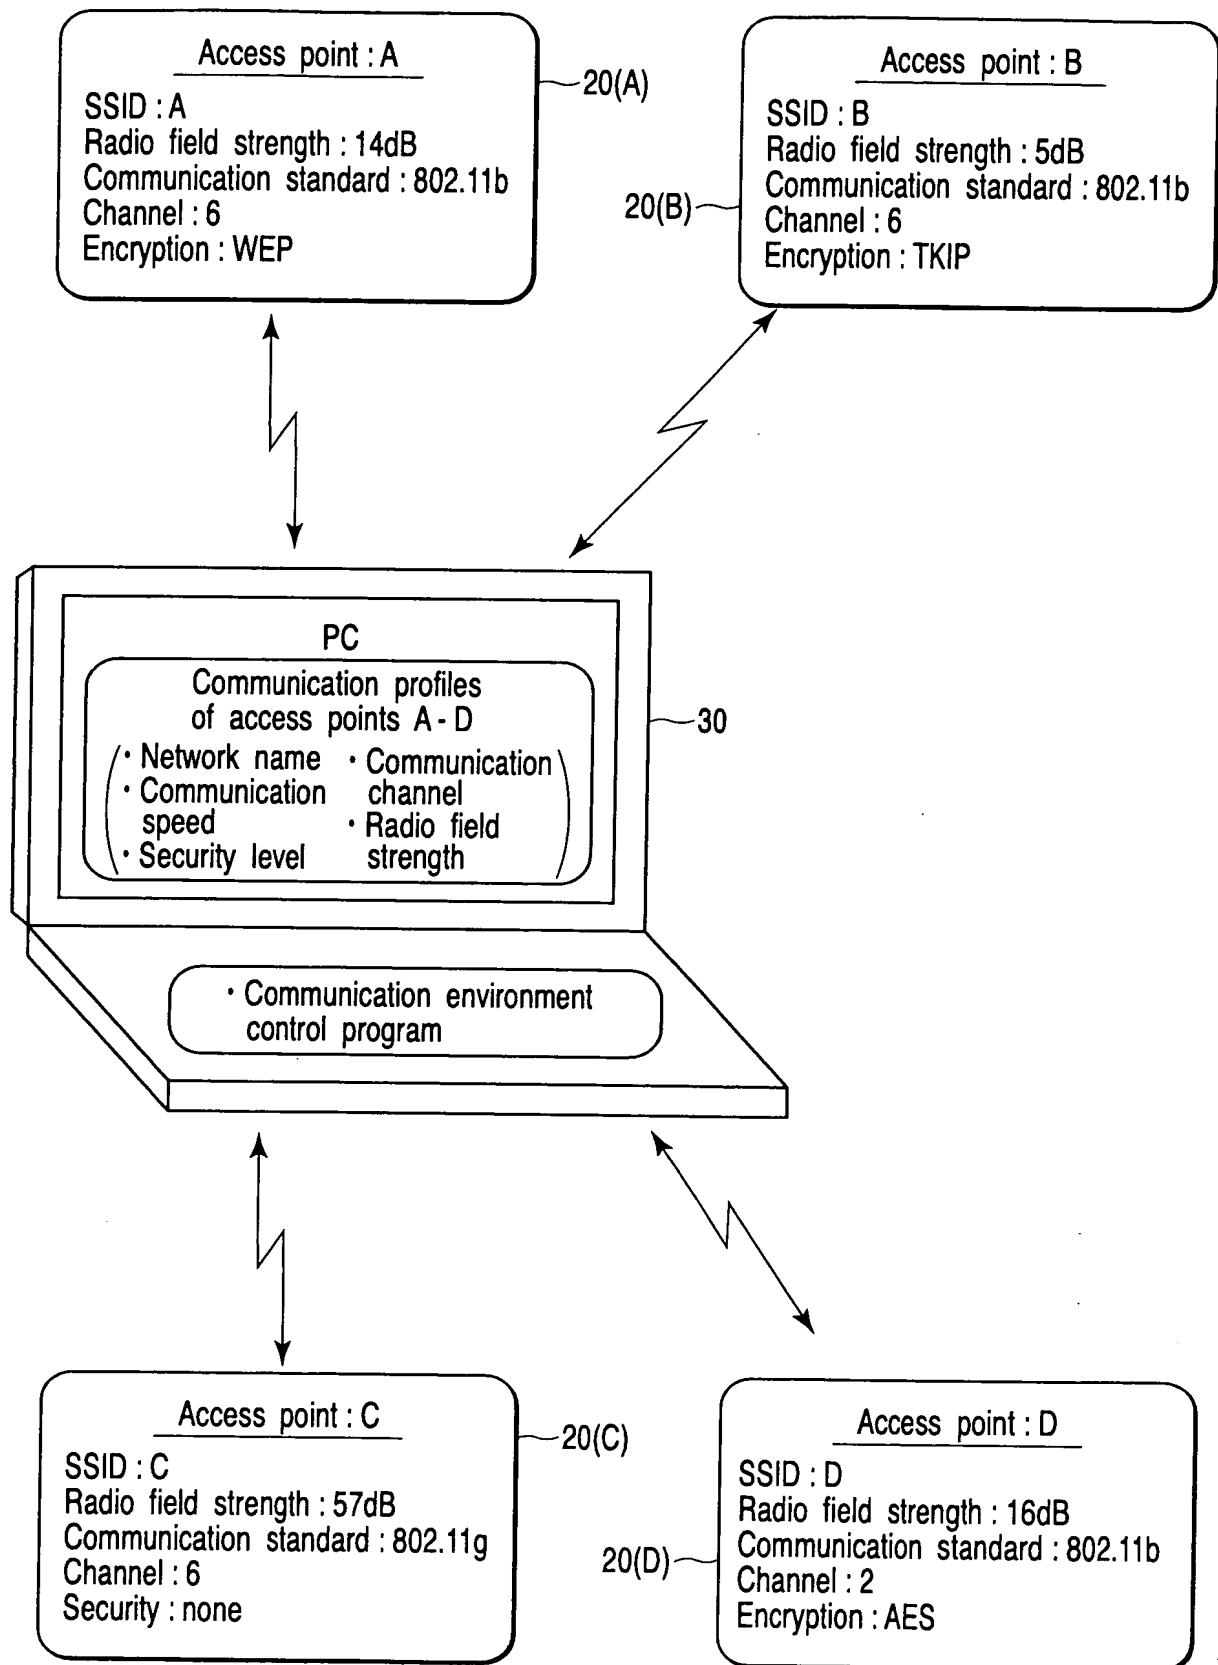 Access point : A
20(A)
SSID : A
Radio field strength : 14dB
Communication standard : 802.11b
Channel : 6
Encryption : WEP
Access point : B
20(B)
SSID : B
Radio field strength : 5dB
Communication standard : 802.11b
Channel : 6
Encryption : TKIP
PC
Communication profiles
of access points A - D
· Network name
· Communication
speed
· Security level
· Communication
channel
· Radio field
strength
30
· Communication environment
control program
Access point : C
20(C)
SSID : C
Radio field strength : 57dB
Communication standard : 802.11g
Channel : 6
Security : none
Access point : D
20(D)
SSID : D
Radio field strength : 16dB
Communication standard : 802.11b
Channel : 2
Encryption : AES